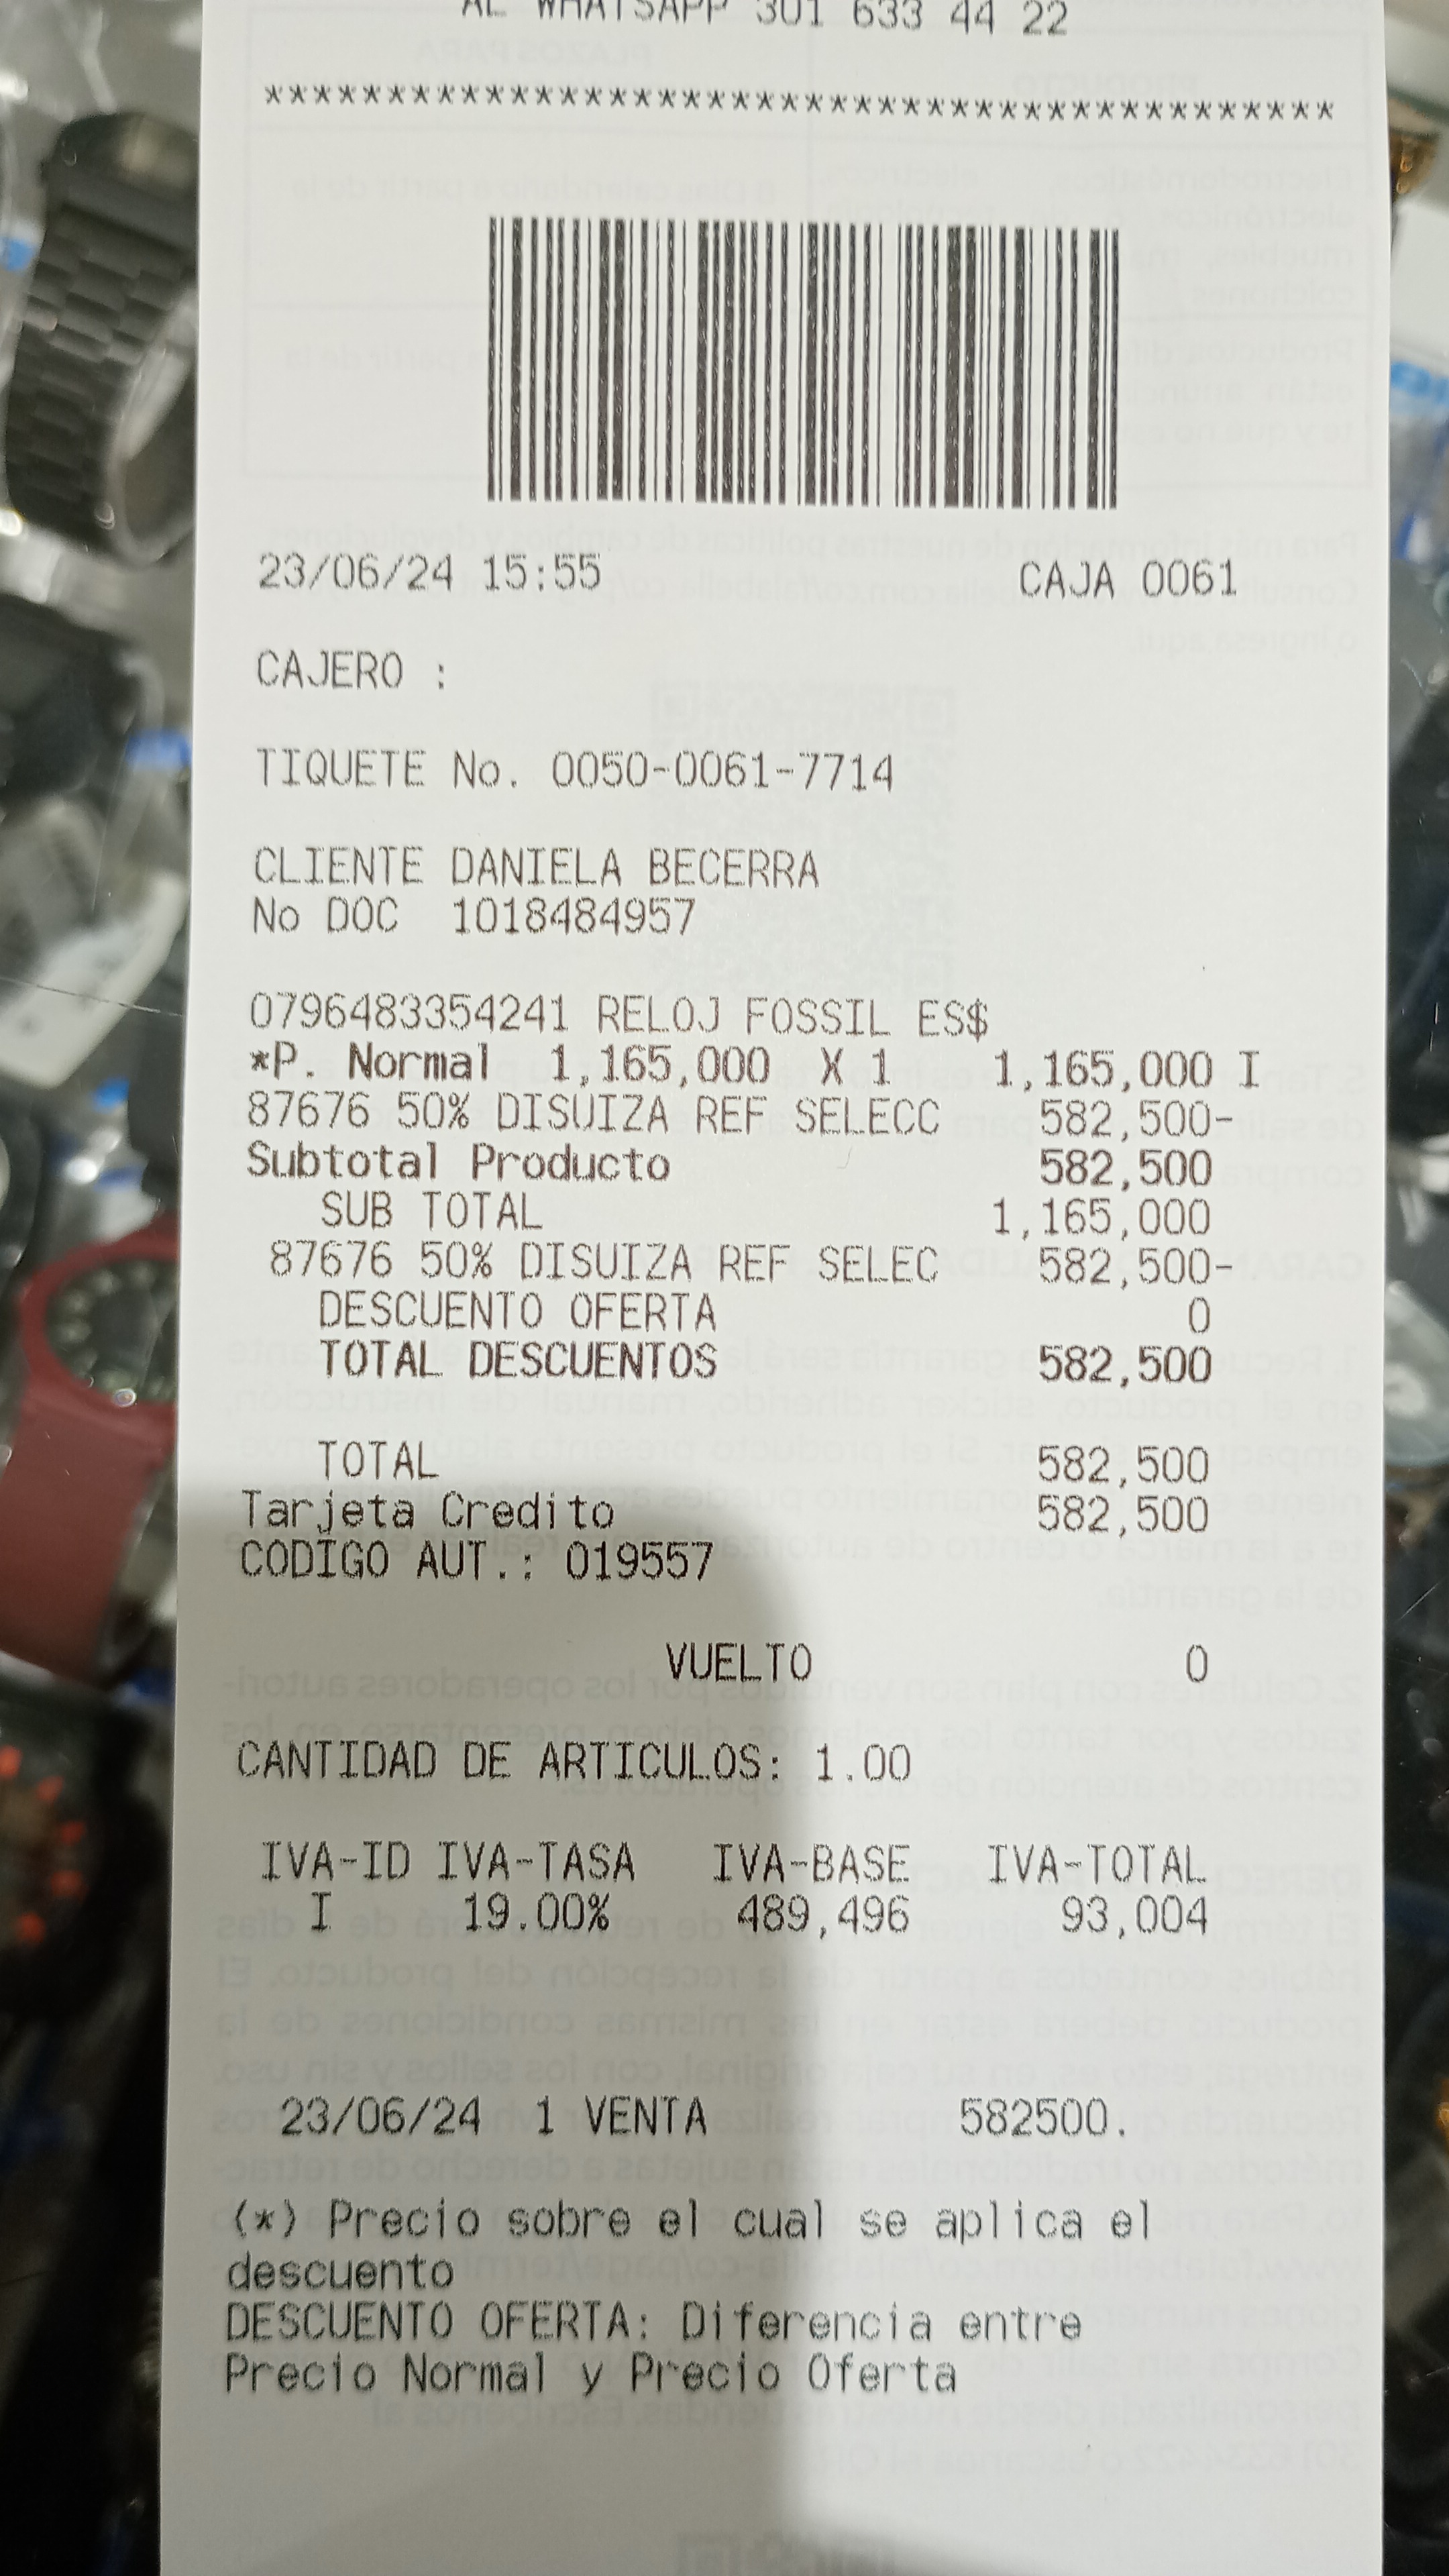 AL WHATSAPP 301 633 44 22
********************************************
23/06/24 15:55 CAJA 0061
CAJERO :
TIQUETE No. 0050-0061-7714
CLIENTE DANIELA BECERRA
No DOC 1018484957
0796483354241 RELOJ FOSSIL ES$
*P. Normal 1,165,000 X 1 1,165,000 I
87676 50% DISUIZA REF SELECC 582,500-
Subtotal Producto 582,500
SUB TOTAL 1,165,000
87676 50% DISUIZA REF SELEC 582,500-
DESCUENTO OFERTA 0
TOTAL DESCUENTOS 582,500
TOTAL 582,500
Tarjeta Credito 582,500
CODIGO AUT.: 019557
VUELTO 0
CANTIDAD DE ARTICULOS: 1.00
IVA-ID IVA-TASA IVA-BASE IVA-TOTAL
I 19.00% 489,496 93,004
23/06/24 1 VENTA 582500.
(*) Precio sobre el cual se aplica el
descuento
DESCUENTO OFERTA: Diferencia entre
Precio Normal y Precio Oferta